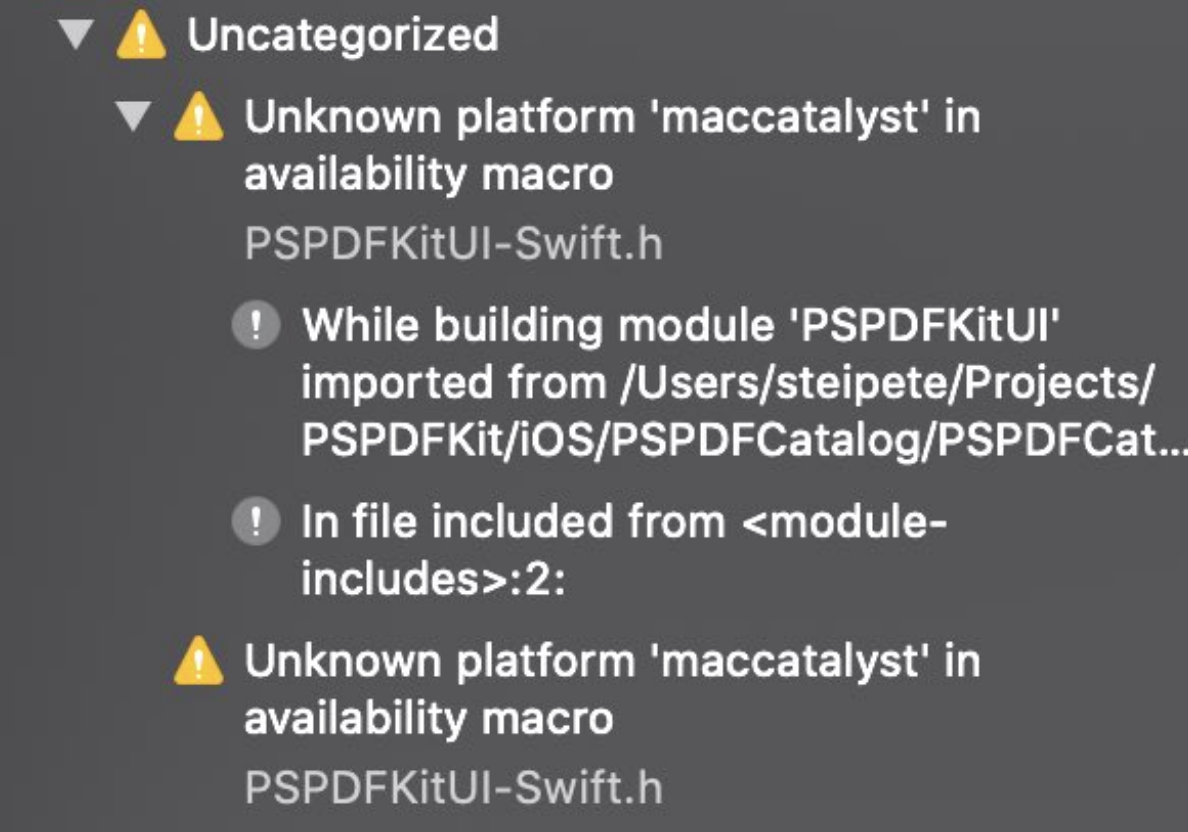 Uncategorized
Unknown platform 'maccatalyst' in
availability macro
PSPDFKitUI-Swift.h
While building module 'PSPDFKitUI'
imported from /Users/steipete/Projects/
PSPDFKit/iOS/PSPDFCatalog/PSPDFCat...
In file included from <module-
includes>:2:
Unknown platform 'maccatalyst' in
availability macro
PSPDFKitUI-Swift.h